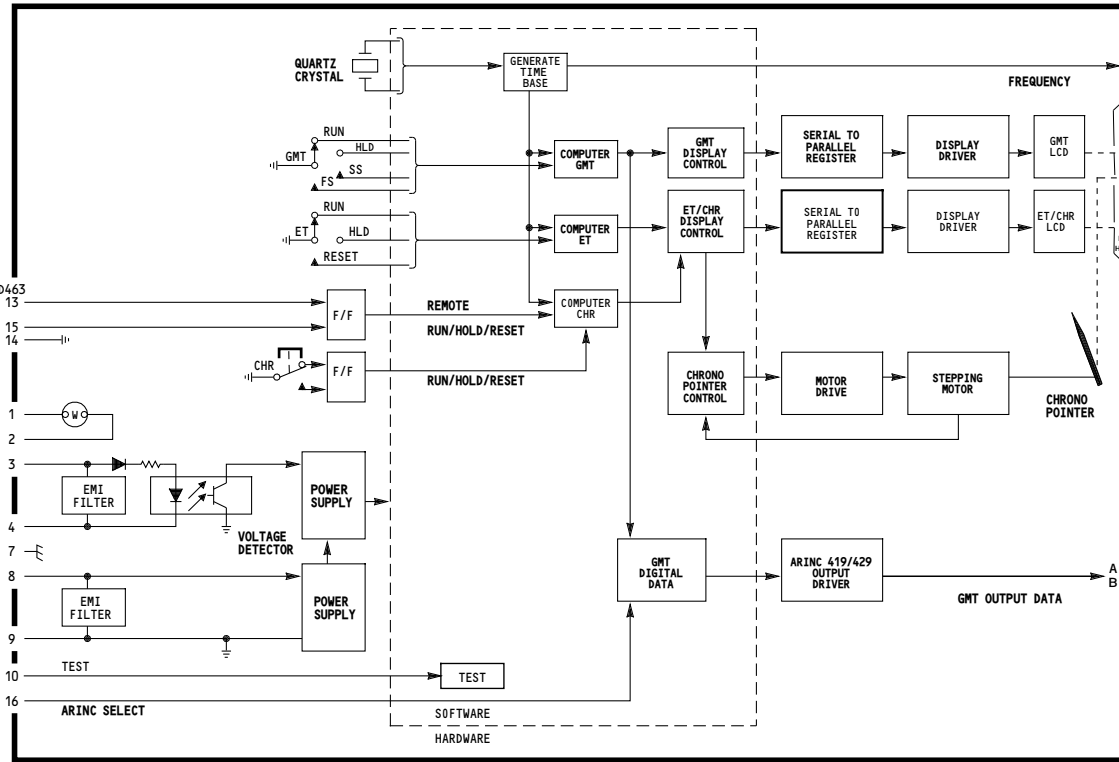 QUARTZ
CRYSTAL
GENERATE
TIME
BASE
FREQUENCY
RUN
HLD
GMT
SS
FS
COMPUTER
GMT
GMT
DISPLAY
CONTROL
SERIAL TO
PARALLEL
REGISTER
DISPLAY
DRIVER
GMT
LCD
RUN
ET
HLD
RESET
COMPUTER
ET
ET/CHR
DISPLAY
CONTROL
SERIAL TO
PARALLEL
REGISTER
DISPLAY
DRIVER
ET/CHR
LCD
H
D463
13
15
14
F/F
REMOTE
RUN/HOLD/RESET
COMPUTER
CHR
CHR
F/F
RUN/HOLD/RESET
CHRONO
POINTER
CONTROL
MOTOR
DRIVE
STEPPING
MOTOR
CHRONO
POINTER
1
W
2
3
EMI
FILTER
4
VOLTAGE
DETECTOR
POWER
SUPPLY
7
8
EMI
FILTER
9
POWER
SUPPLY
GMT
DIGITAL
DATA
ARINC 419/429
OUTPUT
DRIVER
GMT OUTPUT DATA
A
B
10
TEST
TEST
16
ARINC SELECT
SOFTWARE
HARDWARE